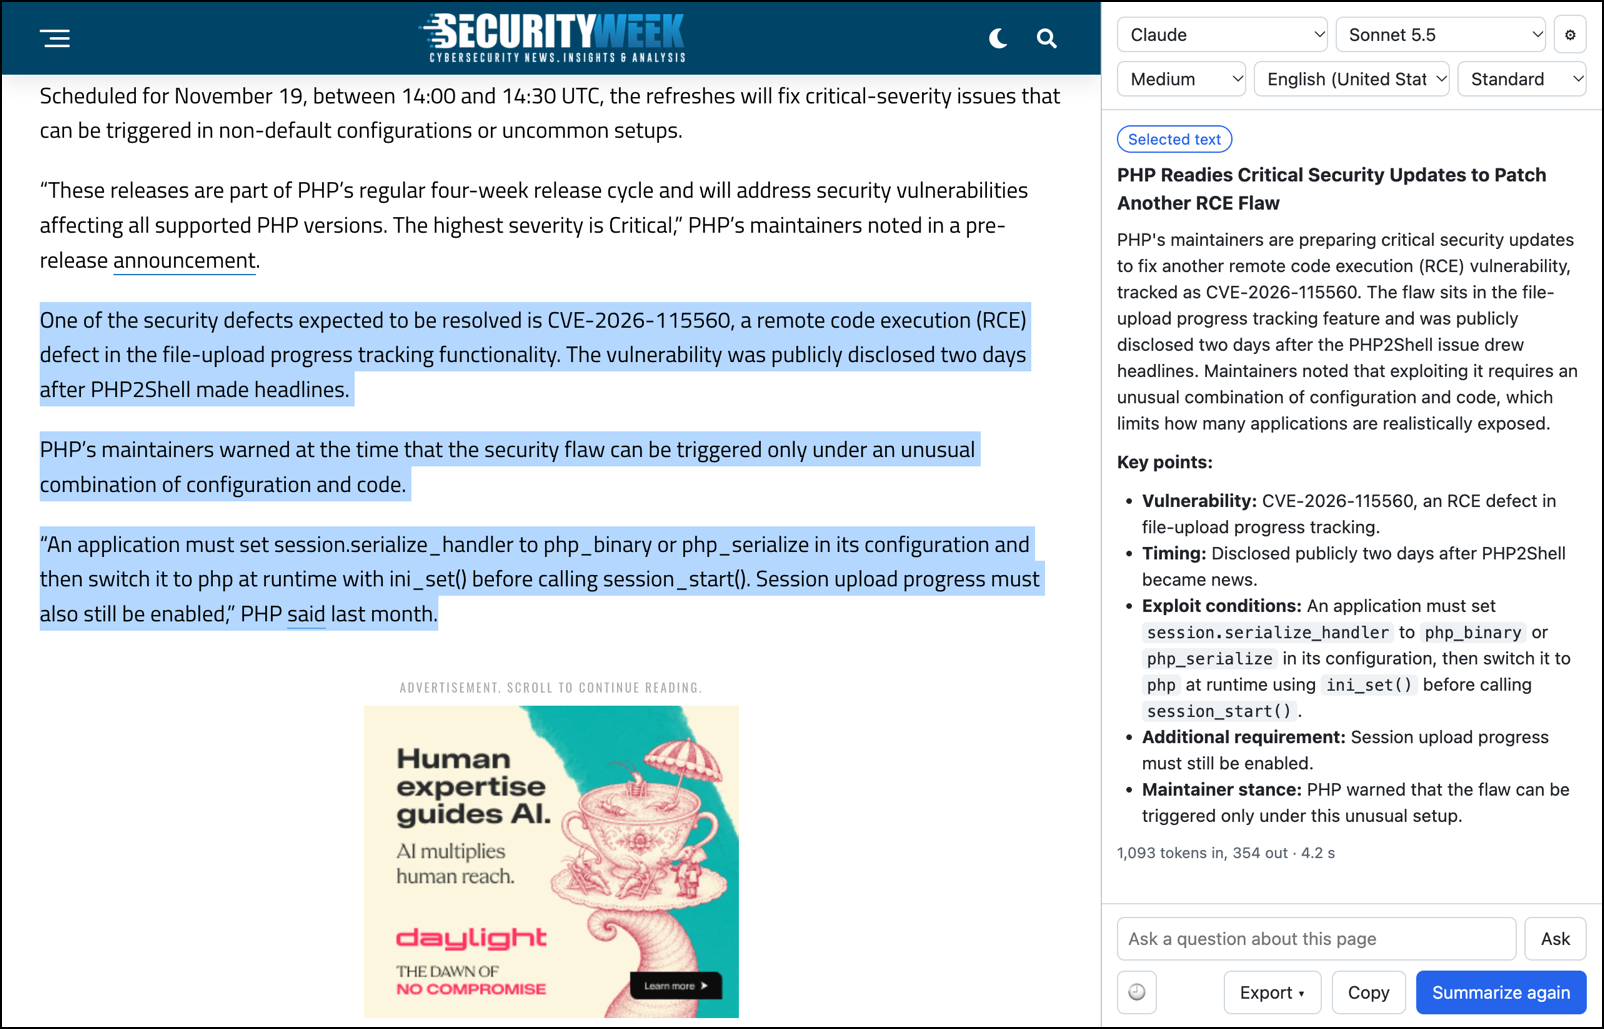 SECURITYWEEK
CYBERSECURITY NEWS, INSIGHTS & ANALYSIS
Scheduled for November 19, between 14:00 and 14:30 UTC, the refreshes will fix critical-severity issues that
can be triggered in non-default configurations or uncommon setups.
“These releases are part of PHP’s regular four-week release cycle and will address security vulnerabilities
affecting all supported PHP versions. The highest severity is Critical,” PHP’s maintainers noted in a pre-
release announcement.
One of the security defects expected to be resolved is CVE-2026-115560, a remote code execution (RCE)
defect in the file-upload progress tracking functionality. The vulnerability was publicly disclosed two days
after PHP2Shell made headlines.
PHP’s maintainers warned at the time that the security flaw can be triggered only under an unusual
combination of configuration and code.
“An application must set session.serialize_handler to php_binary or php_serialize in its configuration and
then switch it to php at runtime with ini_set() before calling session_start(). Session upload progress must
also still be enabled,” PHP said last month.
ADVERTISEMENT. SCROLL TO CONTINUE READING.
Human
expertise
guides AI.
AI multiplies
human reach.
daylight
THE DAWN OF
NO COMPROMISE
Learn more
Claude
Sonnet 5.5
Medium
English (United Stat
Standard
Selected text
PHP Readies Critical Security Updates to Patch
Another RCE Flaw
PHP's maintainers are preparing critical security updates
to fix another remote code execution (RCE) vulnerability,
tracked as CVE-2026-115560. The flaw sits in the file-
upload progress tracking feature and was publicly
disclosed two days after the PHP2Shell issue drew
headlines. Maintainers noted that exploiting it requires an
unusual combination of configuration and code, which
limits how many applications are realistically exposed.
Key points:
• Vulnerability: CVE-2026-115560, an RCE defect in
file-upload progress tracking.
• Timing: Disclosed publicly two days after PHP2Shell
became news.
• Exploit conditions: An application must set
session.serialize_handler to php_binary or
php_serialize in its configuration, then switch it to
php at runtime using ini_set() before calling
session_start().
• Additional requirement: Session upload progress
must still be enabled.
• Maintainer stance: PHP warned that the flaw can be
triggered only under this unusual setup.
1,093 tokens in, 354 out · 4.2 s
Ask a question about this page
Ask
Export
Copy
Summarize again